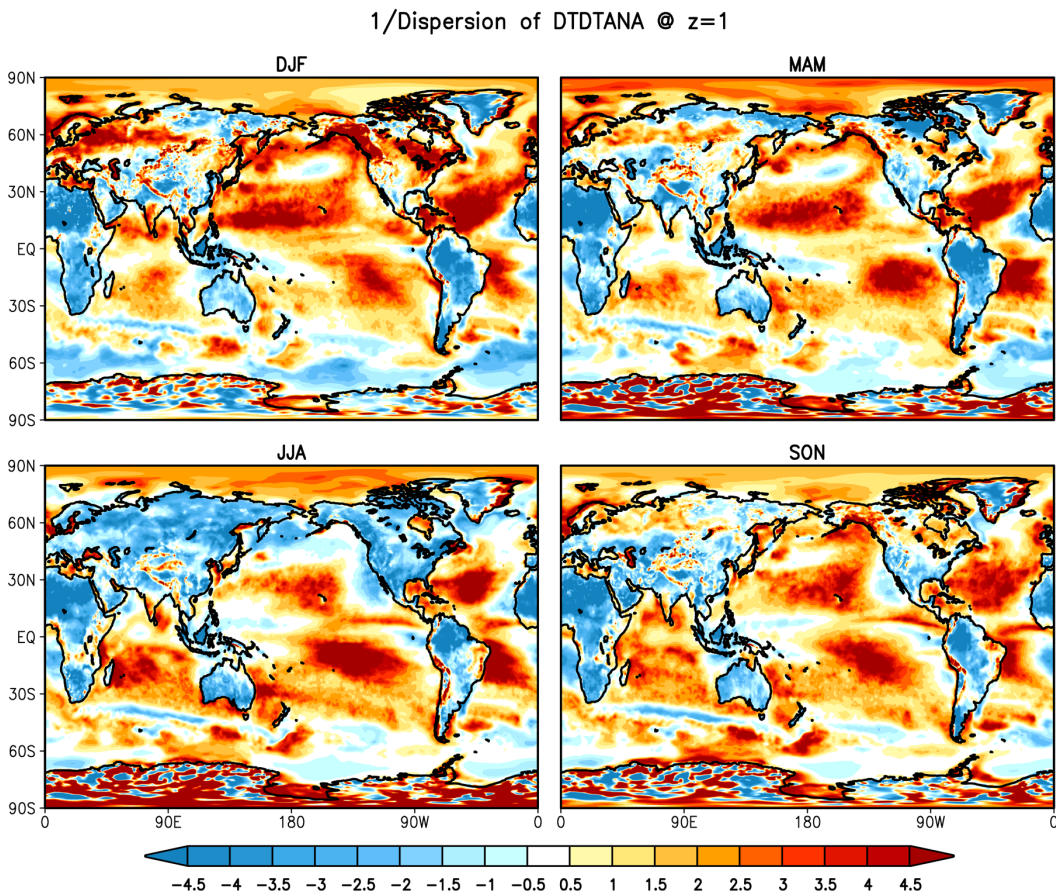 1/Dispersion of DTDTANA @ z=1
DJF
MAM
90N
60N
30N
EQ
30S
60S
90S
JJA
SON
90N
60N
30N
EQ
30S
60S
90S
0 90E 180 90W 0 90E 180 90W 0
-4.5 -4 -3.5 -3 -2.5 -2 -1.5 -1 -0.5 0.5 1 1.5 2 2.5 3 3.5 4 4.5